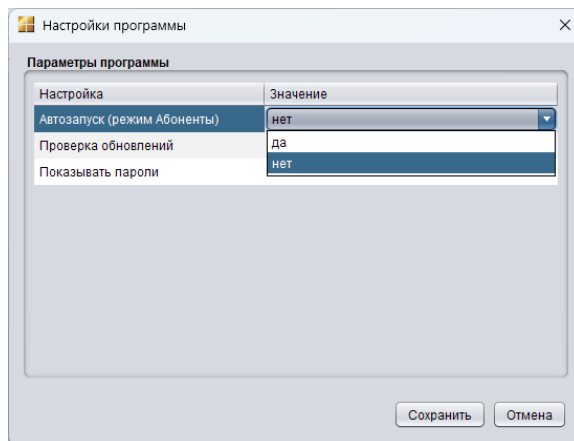 Настройки программы
Параметры программы
Настройка Значение
Автозапуск (режим Абоненты) нет
Проверка обновлений да
нет
Показывать пароли
Сохранить Отмена